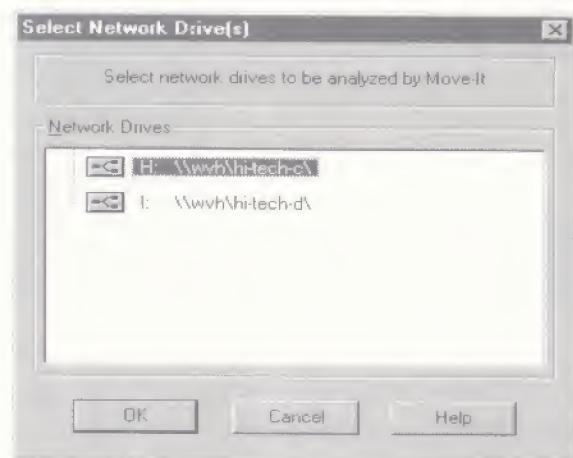 Select Network Drive(s)
Select network drives to be analyzed by Move-It
Network Drives
H: \\wvh\hi-tech-c\
I: \\wvh\hi-tech-d\
OK
Cancel
Help